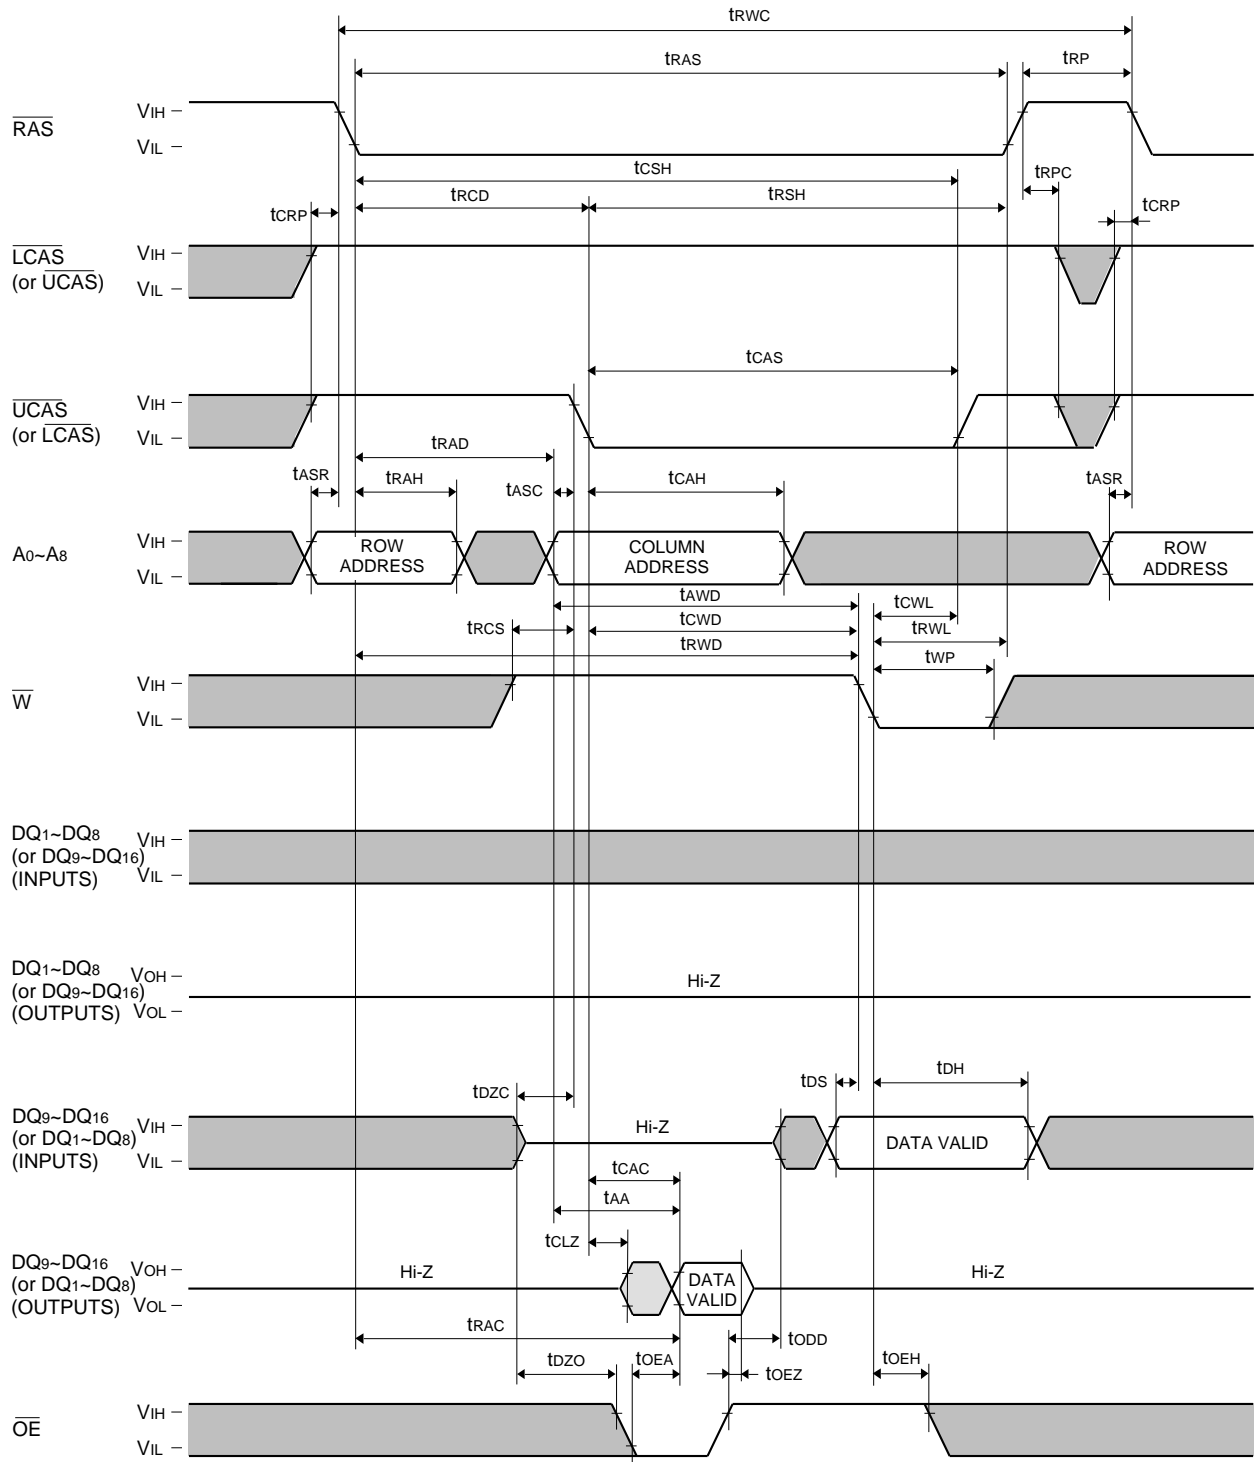 tRWC
tRAS
tRP
RAS
VIH
VIL
tCSH
tRPC
tRCD
tRSH
tCRP
tCRP
LCAS
(or UCAS)
VIH
VIL
tCAS
UCAS
(or LCAS)
VIH
VIL
tRAD
tASR
tRAH
tASC
tCAH
tASR
A0~A8
VIH
VIL
ROW
ADDRESS
COLUMN
ADDRESS
ROW
ADDRESS
tAWD
tCWL
tRCS
tCWD
tRWL
tRWD
tWP
W
VIH
VIL
DQ1~DQ8
(or DQ9~DQ16)
(INPUTS)
VIH
VIL
DQ1~DQ8
(or DQ9~DQ16)
(OUTPUTS)
VOH
VOL
Hi-Z
tDZC
tDS
tDH
DQ9~DQ16
(or DQ1~DQ8)
(INPUTS)
VIH
VIL
Hi-Z
DATA VALID
tCAC
tAA
tCLZ
DQ9~DQ16
(or DQ1~DQ8)
(OUTPUTS)
VOH
VOL
Hi-Z
DATA
VALID
Hi-Z
tRAC
tODD
tDZO
tOEA
tOEZ
tOEH
OE
VIH
VIL